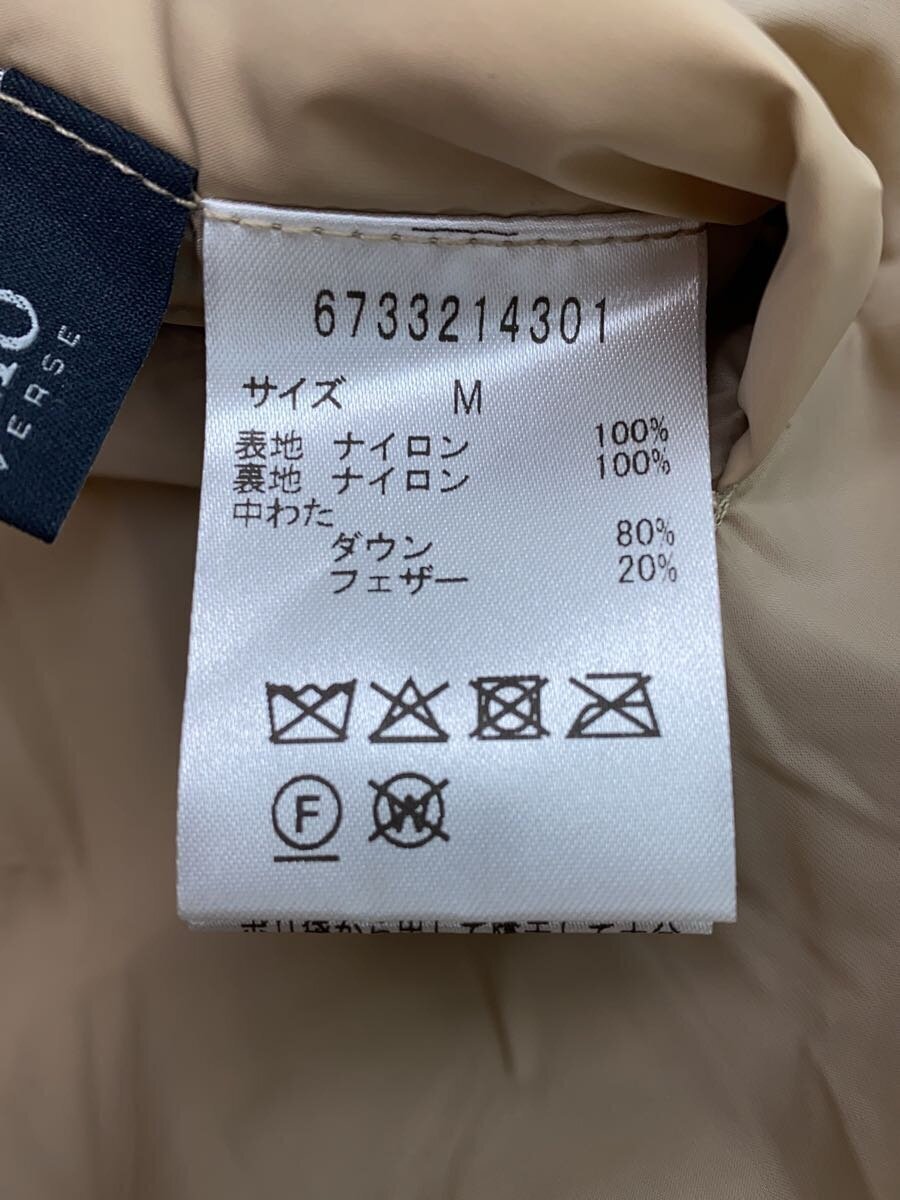 6733214301
サイズ M
表地 ナイロン 100%
裏地 ナイロン 100%
中わた
ダウン 80%
フェザー 20%
F
W
VERSE